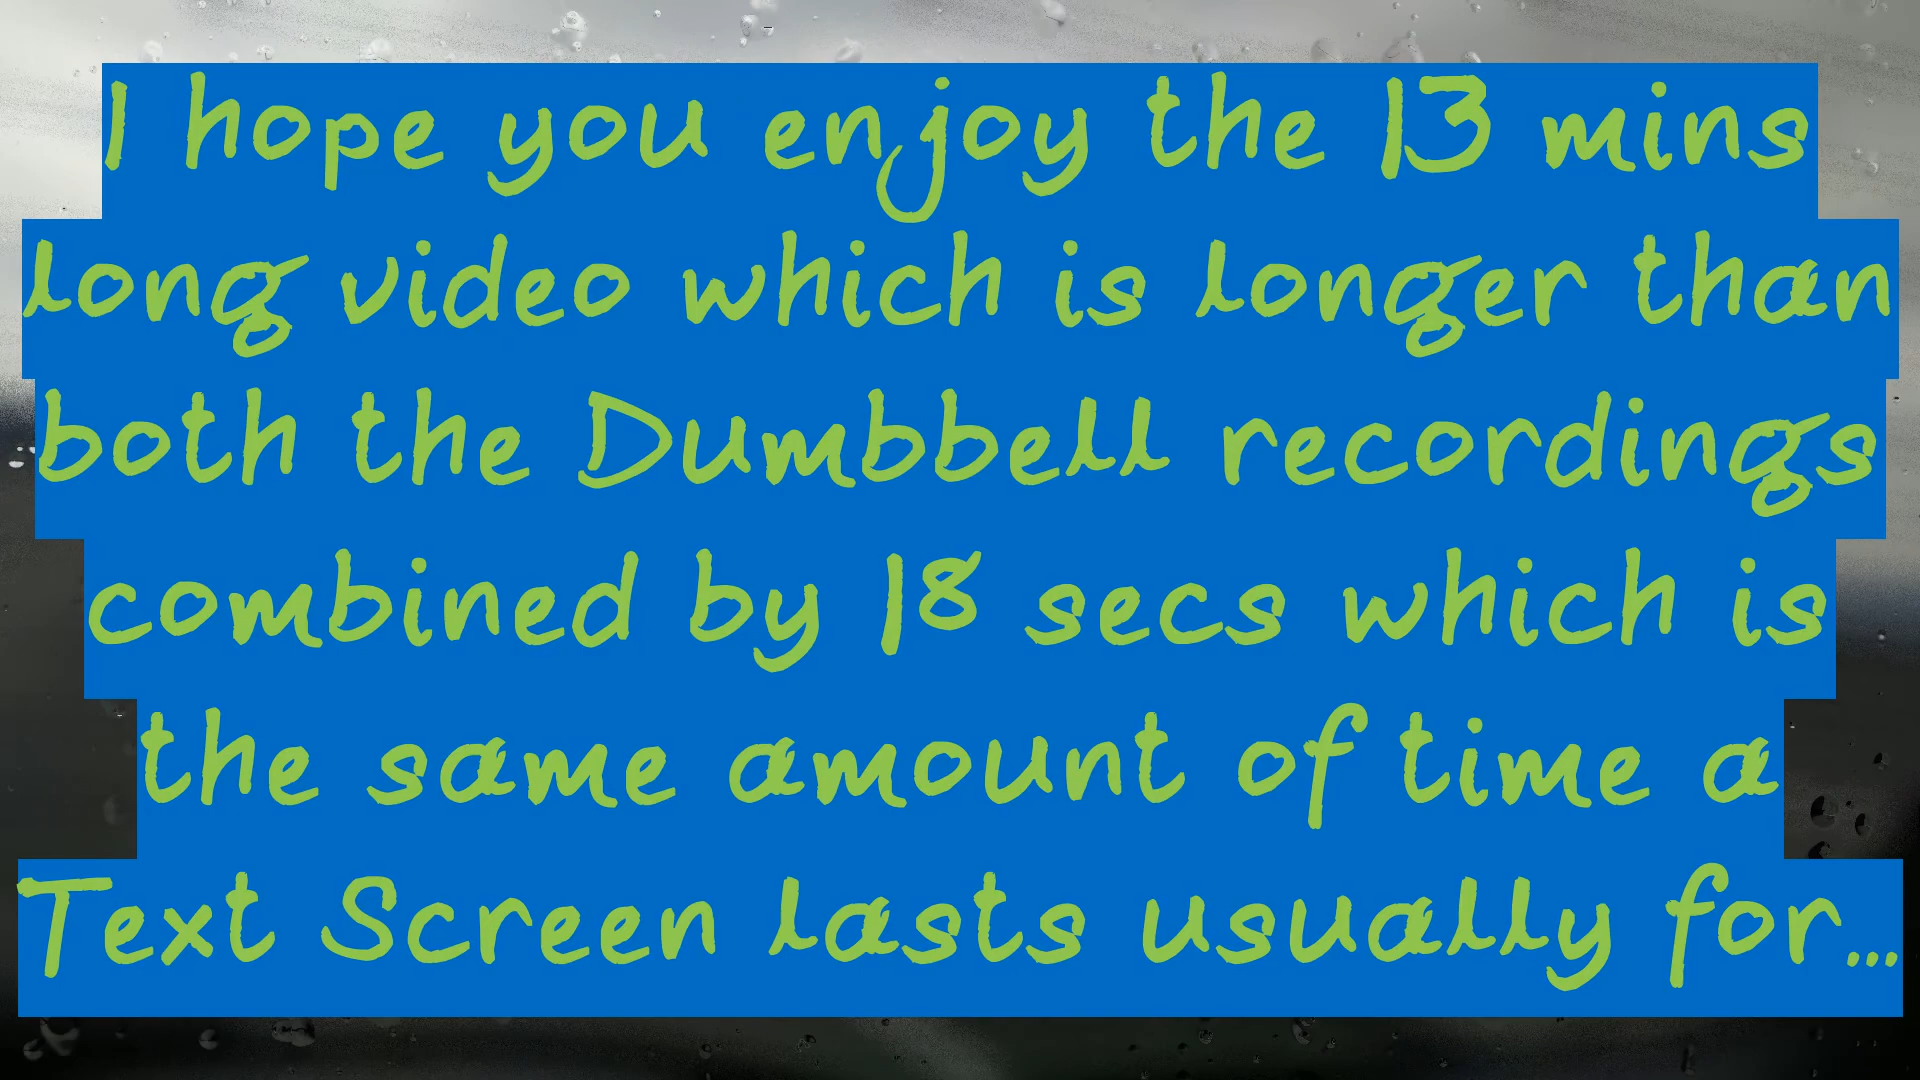 I hope you enjoy the 13 mins
long video which is longer than
both the Dumbbell recordings
combined by 18 secs which is
the same amount of time a
Text Screen lasts usually for...